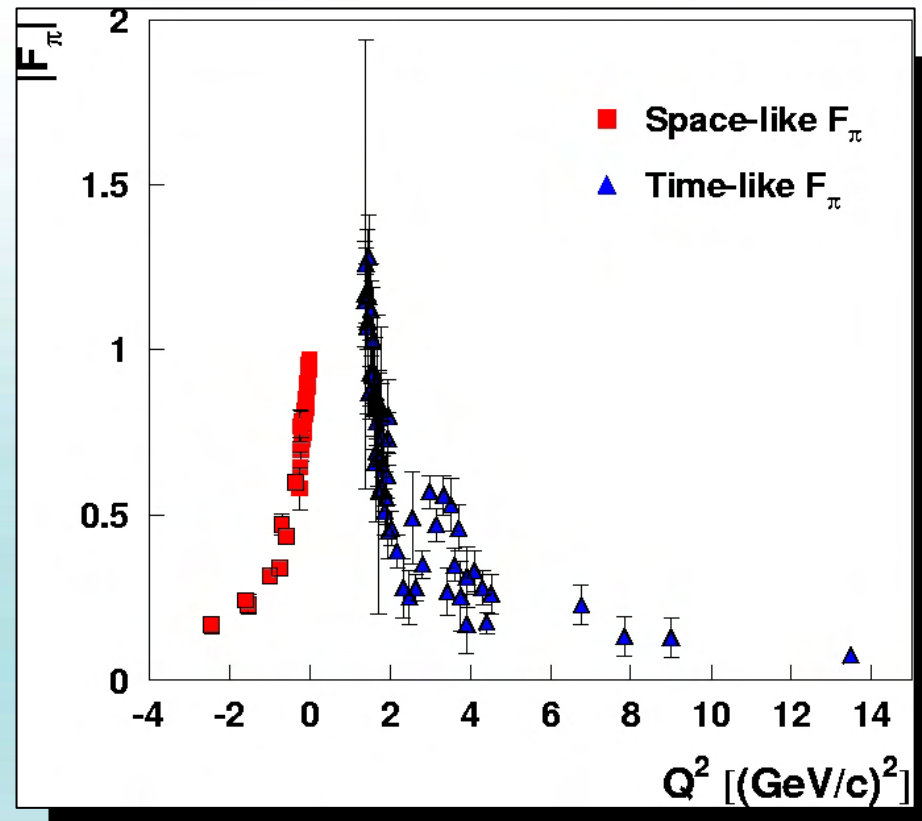 |Fπ|
2
1.5
1
0.5
0
Space-like Fπ
Time-like Fπ
-4 -2 0 2 4 6 8 10 12 14
Q² [(GeV/c)²]